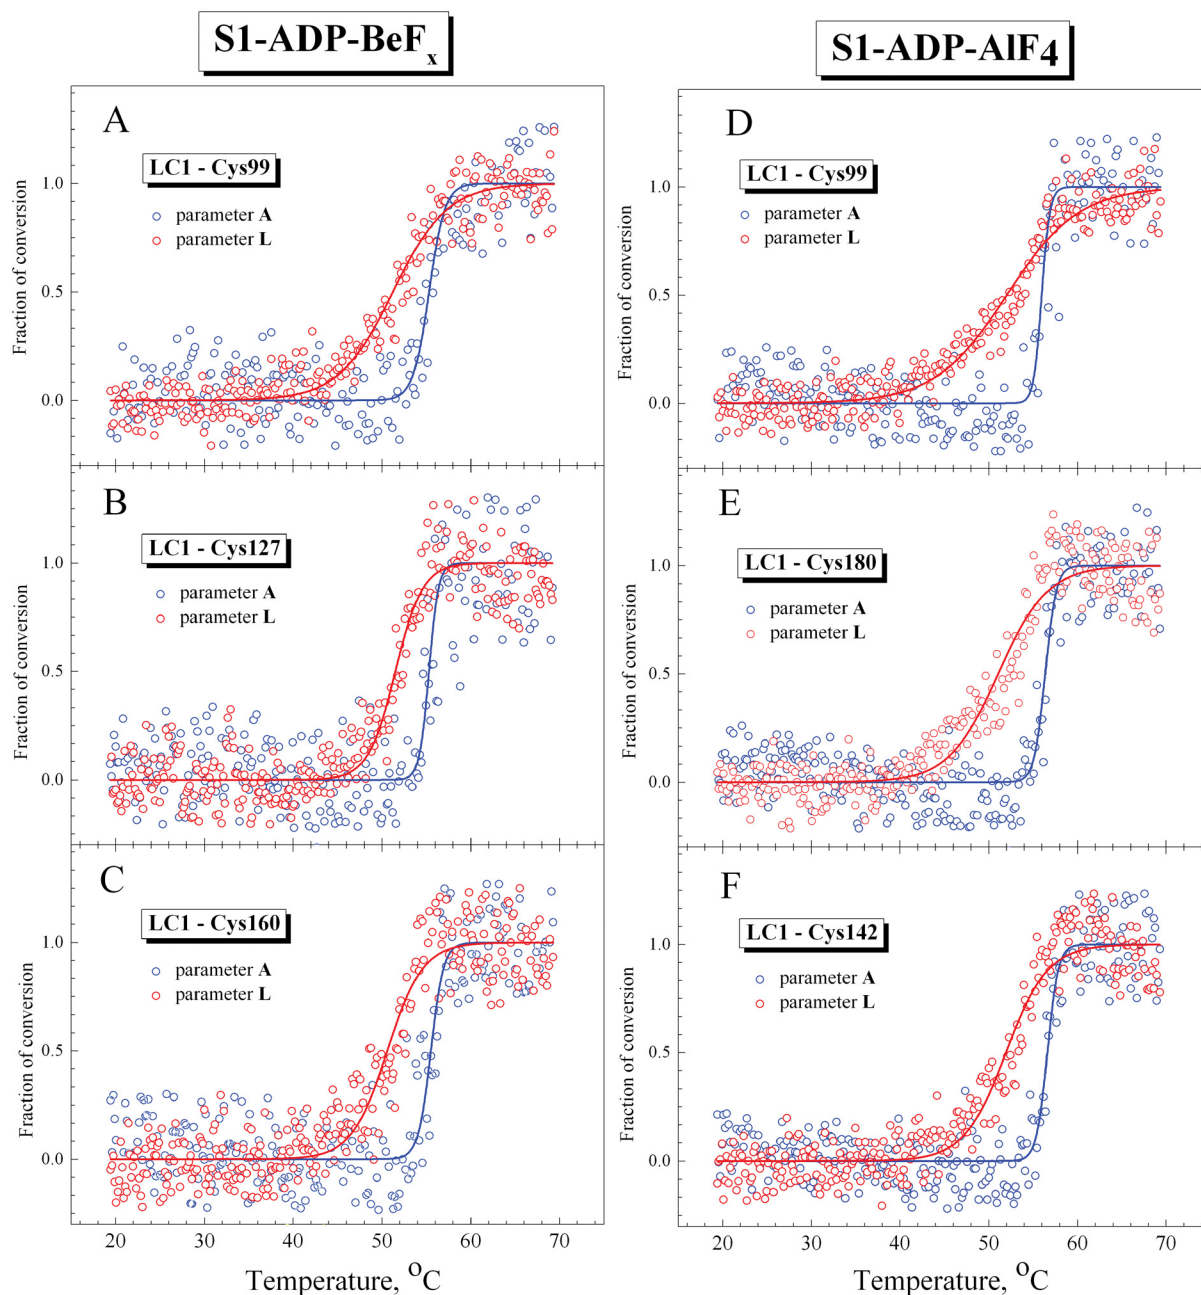 S1-ADP-BeFx
S1-ADP-AlF4
A
LC1 - Cys99
parameter A
parameter L
1.0
0.5
0.0
Fraction of conversion
B
LC1 - Cys127
parameter A
parameter L
1.0
0.5
0.0
Fraction of conversion
C
LC1 - Cys160
parameter A
parameter L
1.0
0.5
0.0
Fraction of conversion
20 30 40 50 60 70
Temperature, °C
D
LC1 - Cys99
parameter A
parameter L
1.0
0.5
0.0
Fraction of conversion
E
LC1 - Cys180
parameter A
parameter L
1.0
0.5
0.0
Fraction of conversion
F
LC1 - Cys142
parameter A
parameter L
1.0
0.5
0.0
Fraction of conversion
20 30 40 50 60 70
Temperature, °C